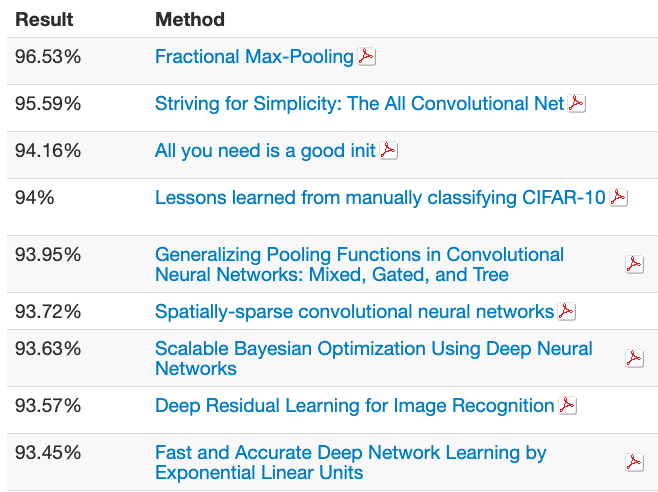 Result Method
96.53% Fractional Max-Pooling
95.59% Striving for Simplicity: The All Convolutional Net
94.16% All you need is a good init
94% Lessons learned from manually classifying CIFAR-10
93.95% Generalizing Pooling Functions in Convolutional
Neural Networks: Mixed, Gated, and Tree
93.72% Spatially-sparse convolutional neural networks
93.63% Scalable Bayesian Optimization Using Deep Neural
Networks
93.57% Deep Residual Learning for Image Recognition
93.45% Fast and Accurate Deep Network Learning by
Exponential Linear Units